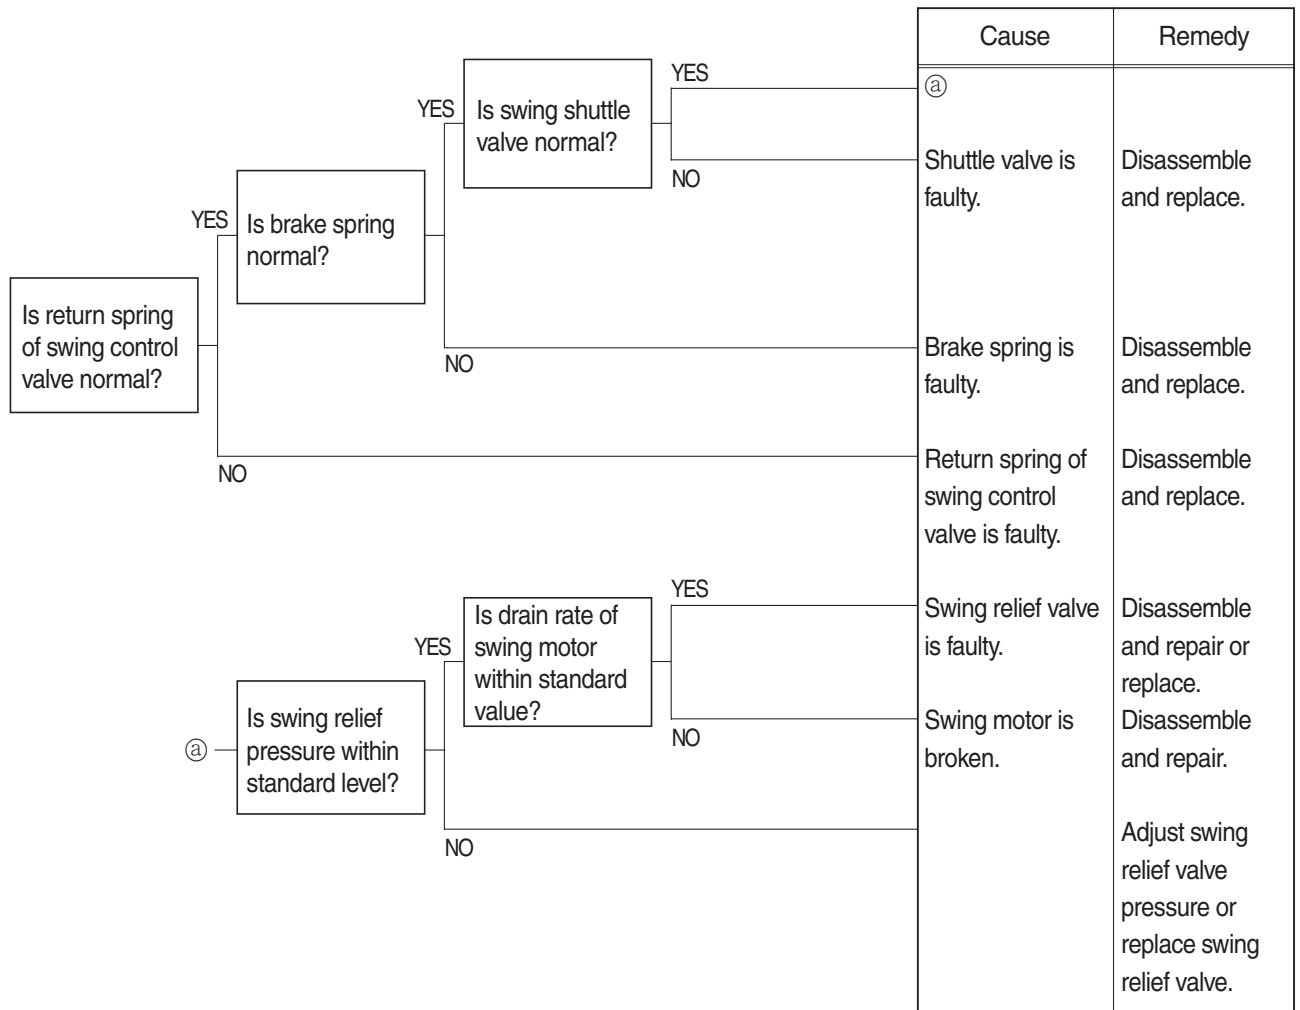 Cause
Remedy
YES
ⓐ
YES
Is swing shuttle
valve normal?
NO
Shuttle valve is
faulty.
Disassemble
and replace.
YES
Is brake spring
normal?
Is return spring
of swing control
valve normal?
NO
Brake spring is
faulty.
Disassemble
and replace.
NO
Return spring of
swing control
valve is faulty.
Disassemble
and replace.
YES
Swing relief valve
is faulty.
Disassemble
and repair or
replace.
YES
Is drain rate of
swing motor
within standard
value?
NO
Swing motor is
broken.
Disassemble
and repair.
ⓐ
Is swing relief
pressure within
standard level?
NO
Adjust swing
relief valve
pressure or
replace swing
relief valve.